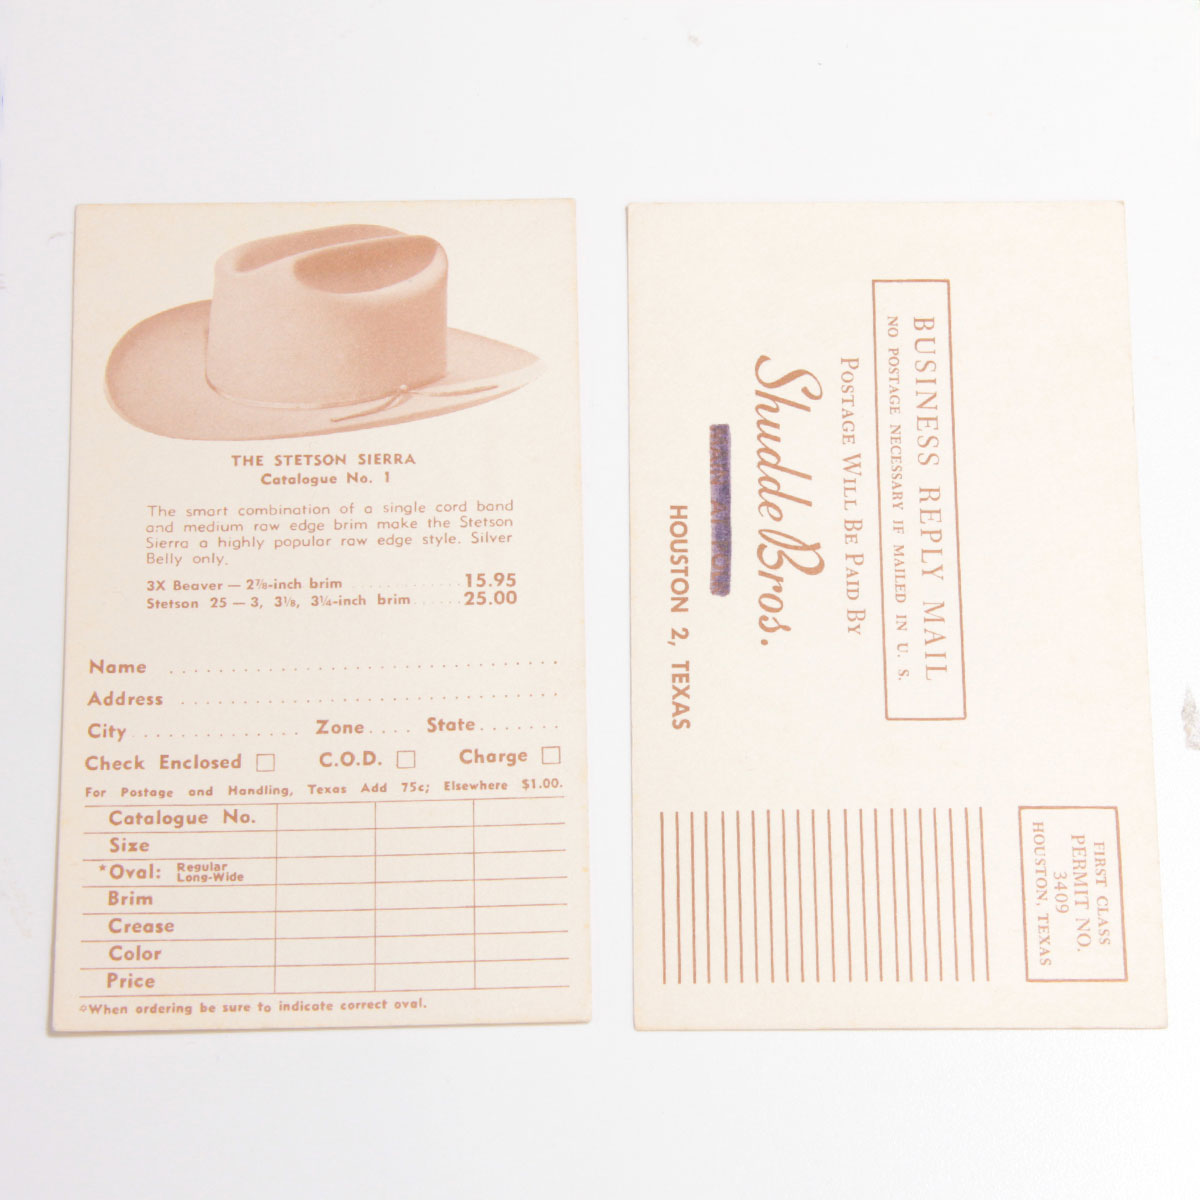 THE STETSON SIERRA
Catalogue No. 1
The smart combination of a single cord band
and medium raw edge brim make the Stetson
Sierra a highly popular raw edge style. Silver
Belly only.
3X Beaver — 2⅞-inch brim ............ 15.95
Stetson 25 — 3, 3⅛, 3¼-inch brim ...... 25.00
Name
Address
City Zone State
Check Enclosed □ C.O.D. □ Charge □
For Postage and Handling, Texas Add 75c; Elsewhere $1.00.
Catalogue No.
Size
*Oval: Regular
Long-Wide
Brim
Crease
Color
Price
*When ordering be sure to indicate correct oval.
FIRST CLASS
PERMIT NO.
3409
HOUSTON, TEXAS
BUSINESS REPLY MAIL
NO POSTAGE NECESSARY IF MAILED IN U. S.
POSTAGE WILL BE PAID BY
Shudde Bros.
HOUSTON 2, TEXAS